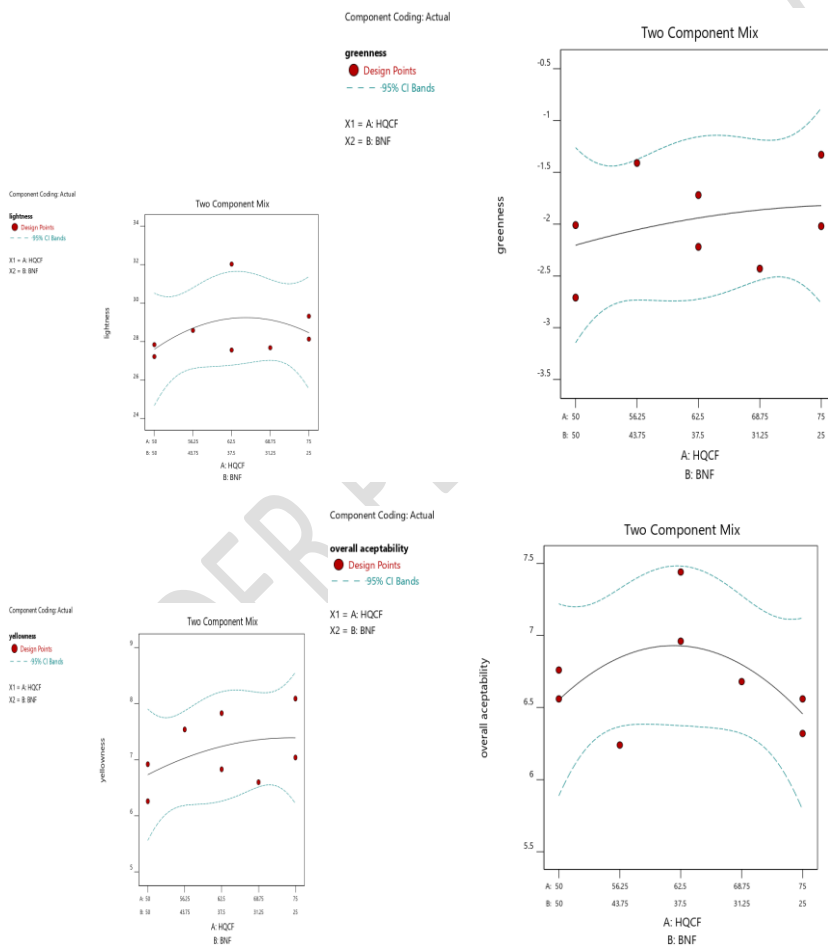 Component Coding: Actual
greenness
Design Points
95% CI Bands
X1 = A: HQCF
X2 = B: BNF
Two Component Mix
-0.5
-1
-1.5
-2
-2.5
-3
-3.5
greenness
A: 50 56.25 62.5 68.75 75
B: 50 43.75 37.5 31.25 25
A: HQCF
B: BNF
Component Coding: Actual
lightness
Design Points
95% CI Bands
X1 = A: HQCF
X2 = B: BNF
Two Component Mix
34
32
30
28
26
24
lightness
A: 50 56.25 62.5 68.75 75
B: 50 43.75 37.5 31.25 25
A: HQCF
B: BNF
Component Coding: Actual
overall aceptability
Design Points
95% CI Bands
X1 = A: HQCF
X2 = B: BNF
Two Component Mix
7.5
7
6.5
6
5.5
overall aceptability
A: 50 56.25 62.5 68.75 75
B: 50 43.75 37.5 31.25 25
A: HQCF
B: BNF
Component Coding: Actual
yellowness
Design Points
95% CI Bands
X1 = A: HQCF
X2 = B: BNF
Two Component Mix
9
8
7
6
5
yellowness
A: 50 56.25 62.5 68.75 75
B: 50 43.75 37.5 31.25 25
A: HQCF
B: BNF